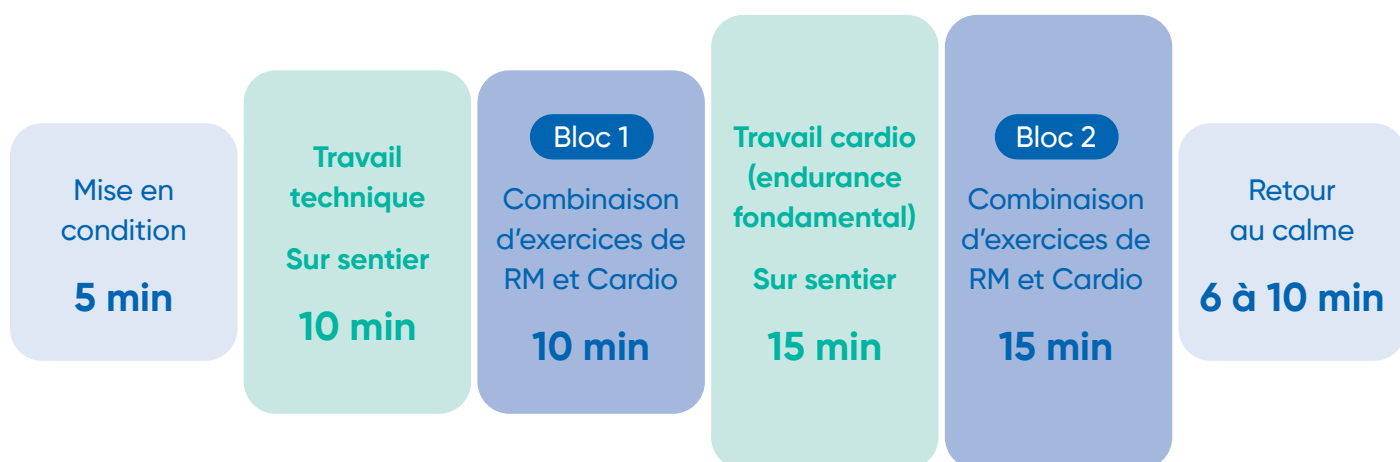 Mise en
condition
5 min
Travail
technique
Sur sentier
10 min
Bloc 1
Combinaison
d'exercices de
RM et Cardio
10 min
Travail cardio
(endurance
fondamental)
Sur sentier
15 min
Bloc 2
Combinaison
d'exercices de
RM et Cardio
15 min
Retour
au calme
6 à 10 min